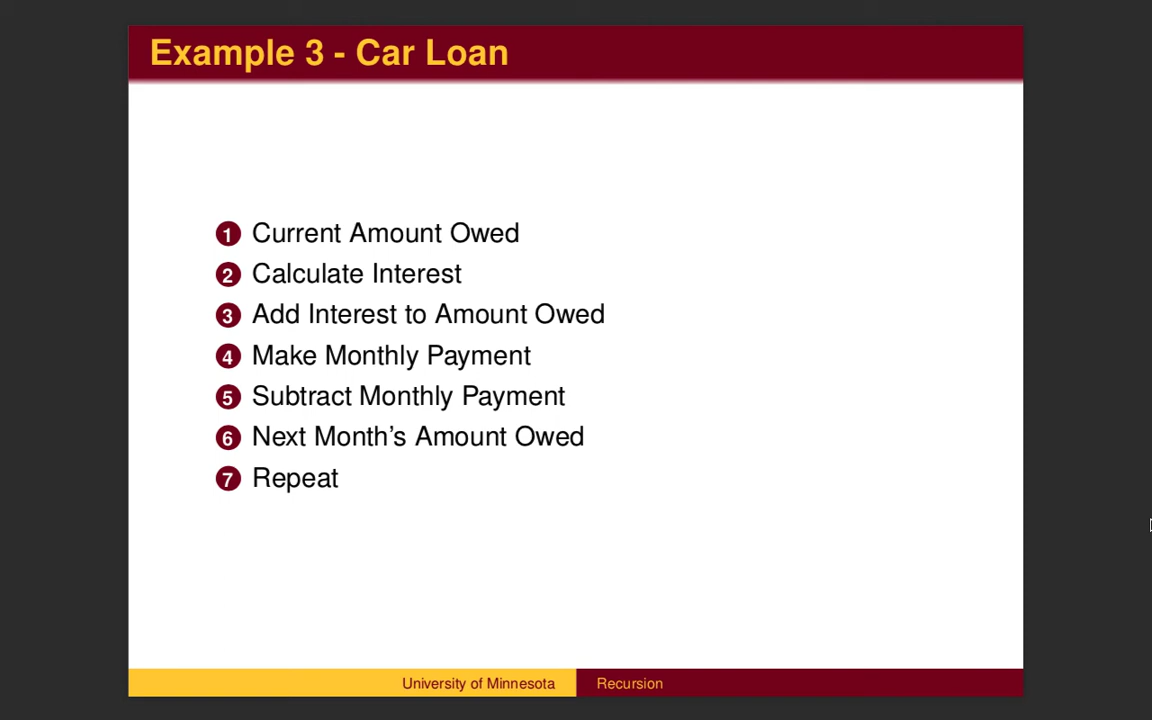 Example 3 - Car Loan
1 Current Amount Owed
2 Calculate Interest
3 Add Interest to Amount Owed
4 Make Monthly Payment
5 Subtract Monthly Payment
6 Next Month’s Amount Owed
7 Repeat
University of Minnesota Recursion